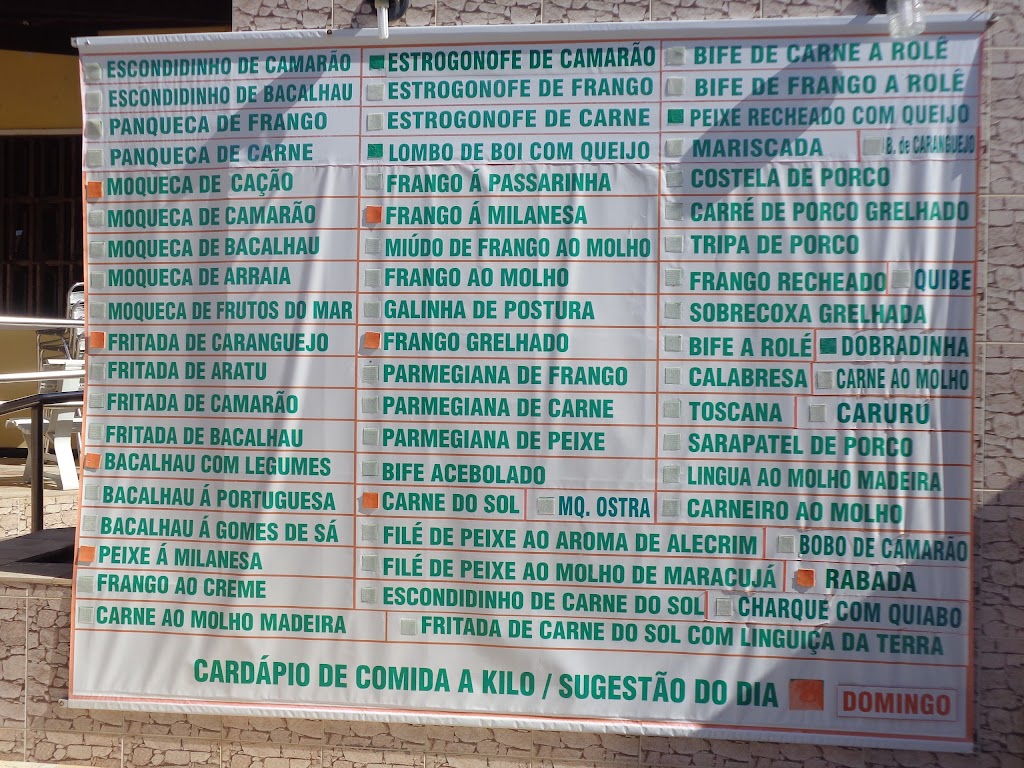 ESCONDIDINHO DE CAMARÃO
ESCONDIDINHO DE BACALHAU
PANQUECA DE FRANGO
PANQUECA DE CARNE
MOQUECA DE CAÇÃO
MOQUECA DE CAMARÃO
MOQUECA DE BACALHAU
MOQUECA DE ARRAIA
MOQUECA DE FRUTOS DO MAR
FRITADA DE CARANGUEJO
FRITADA DE ARATU
FRITADA DE CAMARÃO
FRITADA DE BACALHAU
BACALHAU COM LEGUMES
BACALHAU Á PORTUGUESA
BACALHAU Á GOMES DE SÁ
PEIXE Á MILANESA
FRANGO AO CREME
CARNE AO MOLHO MADEIRA
ESTROGONOFE DE CAMARÃO
ESTROGONOFE DE FRANGO
ESTROGONOFE DE CARNE
LOMBO DE BOI COM QUEIJO
FRANGO Á PASSARINHA
FRANGO Á MILANESA
MIÚDO DE FRANGO AO MOLHO
FRANGO AO MOLHO
GALINHA DE POSTURA
FRANGO GRELHADO
PARMEGIANA DE FRANGO
PARMEGIANA DE CARNE
PARMEGIANA DE PEIXE
BIFE ACEBOLADO
CARNE DO SOL MQ. OSTRA
FILÉ DE PEIXE AO AROMA DE ALECRIM
FILÉ DE PEIXE AO MOLHO DE MARACUJÁ
ESCONDIDINHO DE CARNE DO SOL
FRITADA DE CARNE DO SOL COM LINGUIÇA DA TERRA
BIFE DE CARNE A ROLÊ
BIFE DE FRANGO A ROLÊ
PEIXE RECHEADO COM QUEIJO
MARISCADA B. de CARANGUEJO
COSTELA DE PORCO
CARRÉ DE PORCO GRELHADO
TRIPA DE PORCO
FRANGO RECHEADO QUIBE
SOBRECOXA GRELHADA
BIFE A ROLÉ DOBRADINHA
CALABRESA CARNE AO MOLHO
TOSCANA CARURÚ
SARAPATEL DE PORCO
LINGUA AO MOLHO MADEIRA
CARNEIRO AO MOLHO
BOBO DE CAMARÃO
RABADA
CHARQUE COM QUIABO
CARDÁPIO DE COMIDA A KILO / SUGESTÃO DO DIA DOMINGO